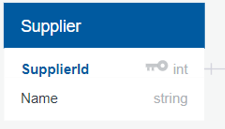 Supplier
SupplierId int
Name string